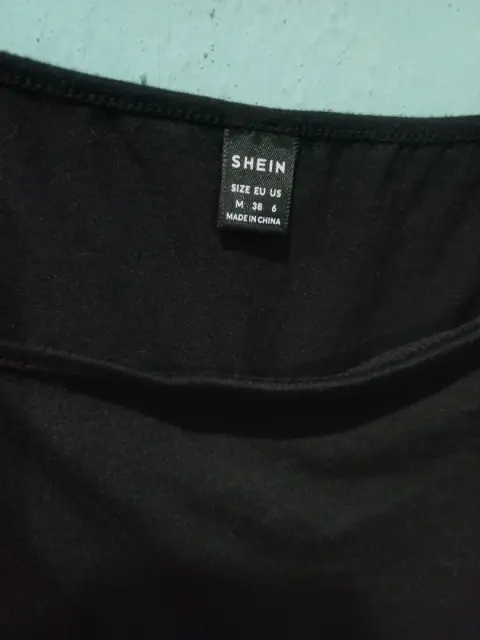 SHEIN
SIZE EU US
M 38 6
MADE IN CHINA